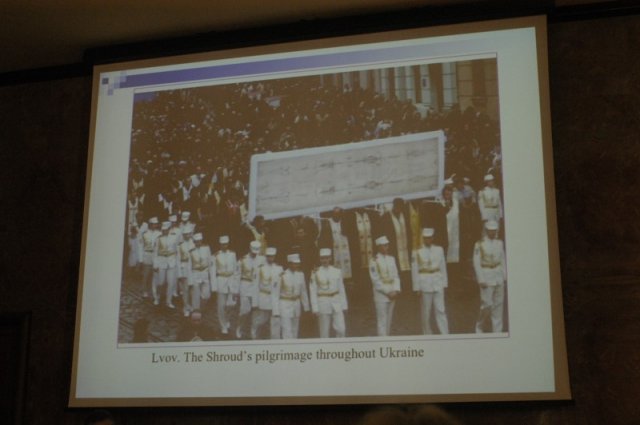 Lvov. The Shroud's pilgrimage throughout Ukraine